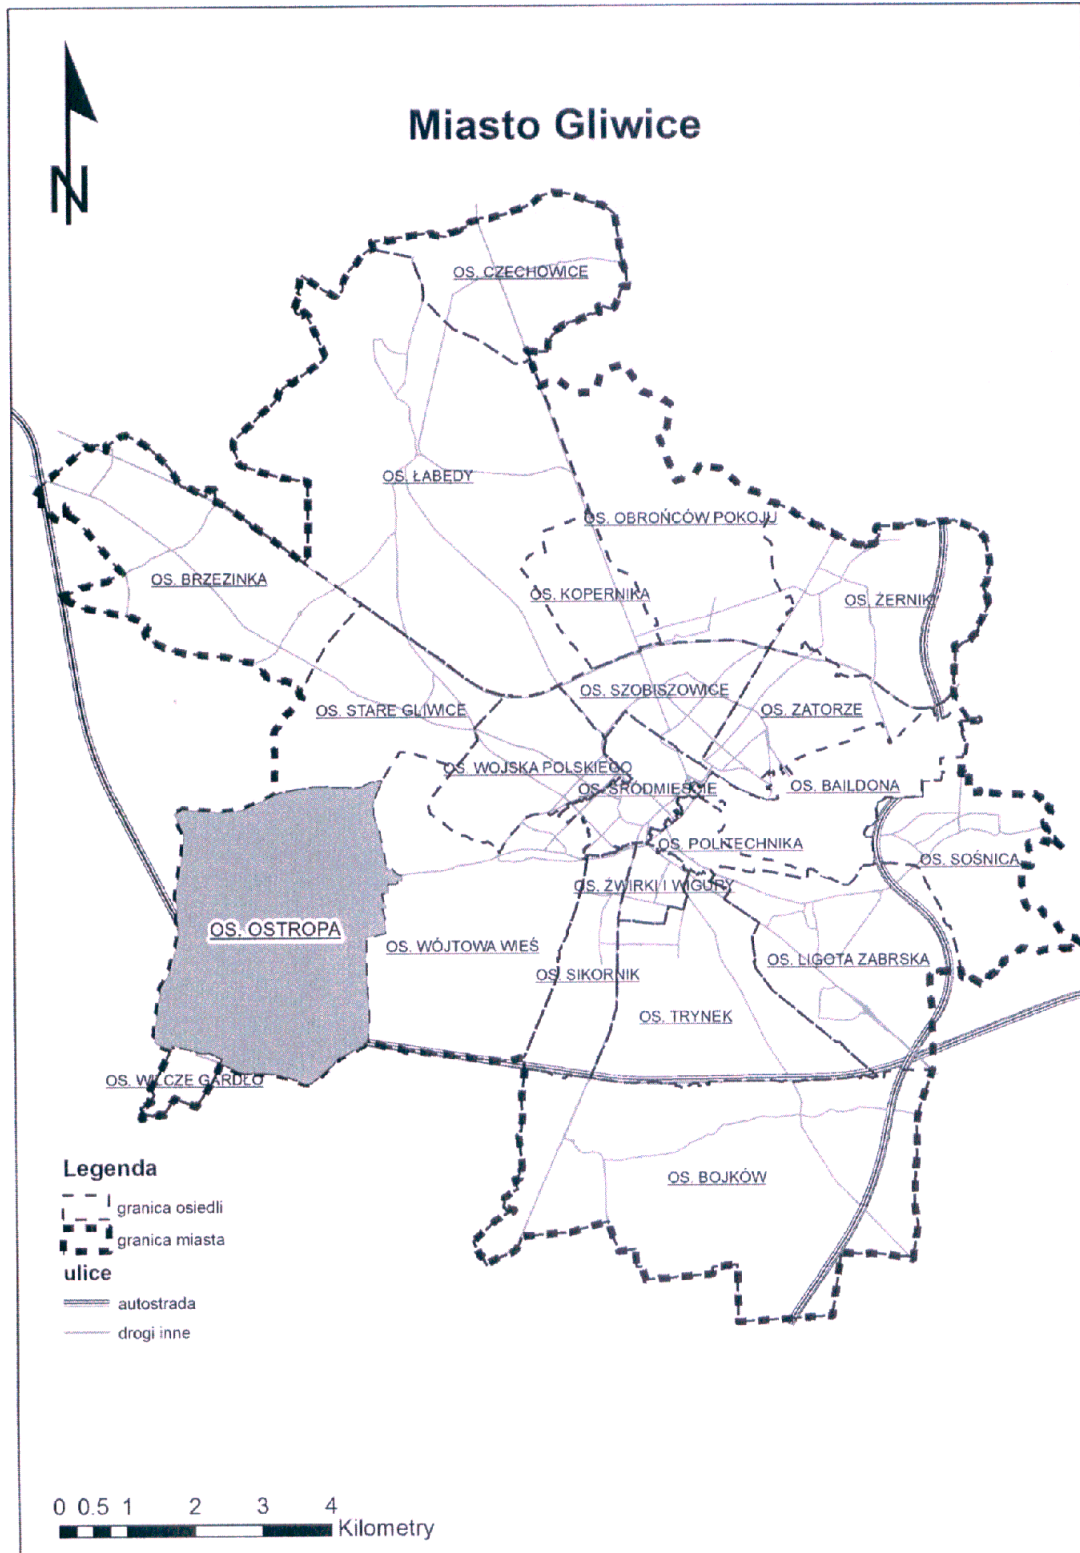 N
Miasto Gliwice
OS. CZECHOWICE
OS. ŁABĘDY
OS. OBROŃCÓW POKOJU
OS. BRZEZINKA
OS. KOPERNIKA
OS. ŻERNIKI
OS. SZOBISZOWICE
OS. STARE GLIWICE
OS. ZATORZE
OS. WOJSKA POLSKIEGO
OS. ŚRÓDMIEŚCIE
OS. BAILDONA
OS. POLITECHNIKA
OS. SOŚNICA
OS. ŻWIRKI I WIGURY
OS. OSTROPA
OS. WÓJTOWA WIEŚ
OS. SIKORNIK
OS. LIGOTA ZABRSKA
OS. TRYNEK
OS. WILCZE GARDŁO
OS. BOJKÓW
Legenda
granica osiedli
granica miasta
ulice
autostrada
drogi inne
0 0.5 1 2 3 4
Kilometry